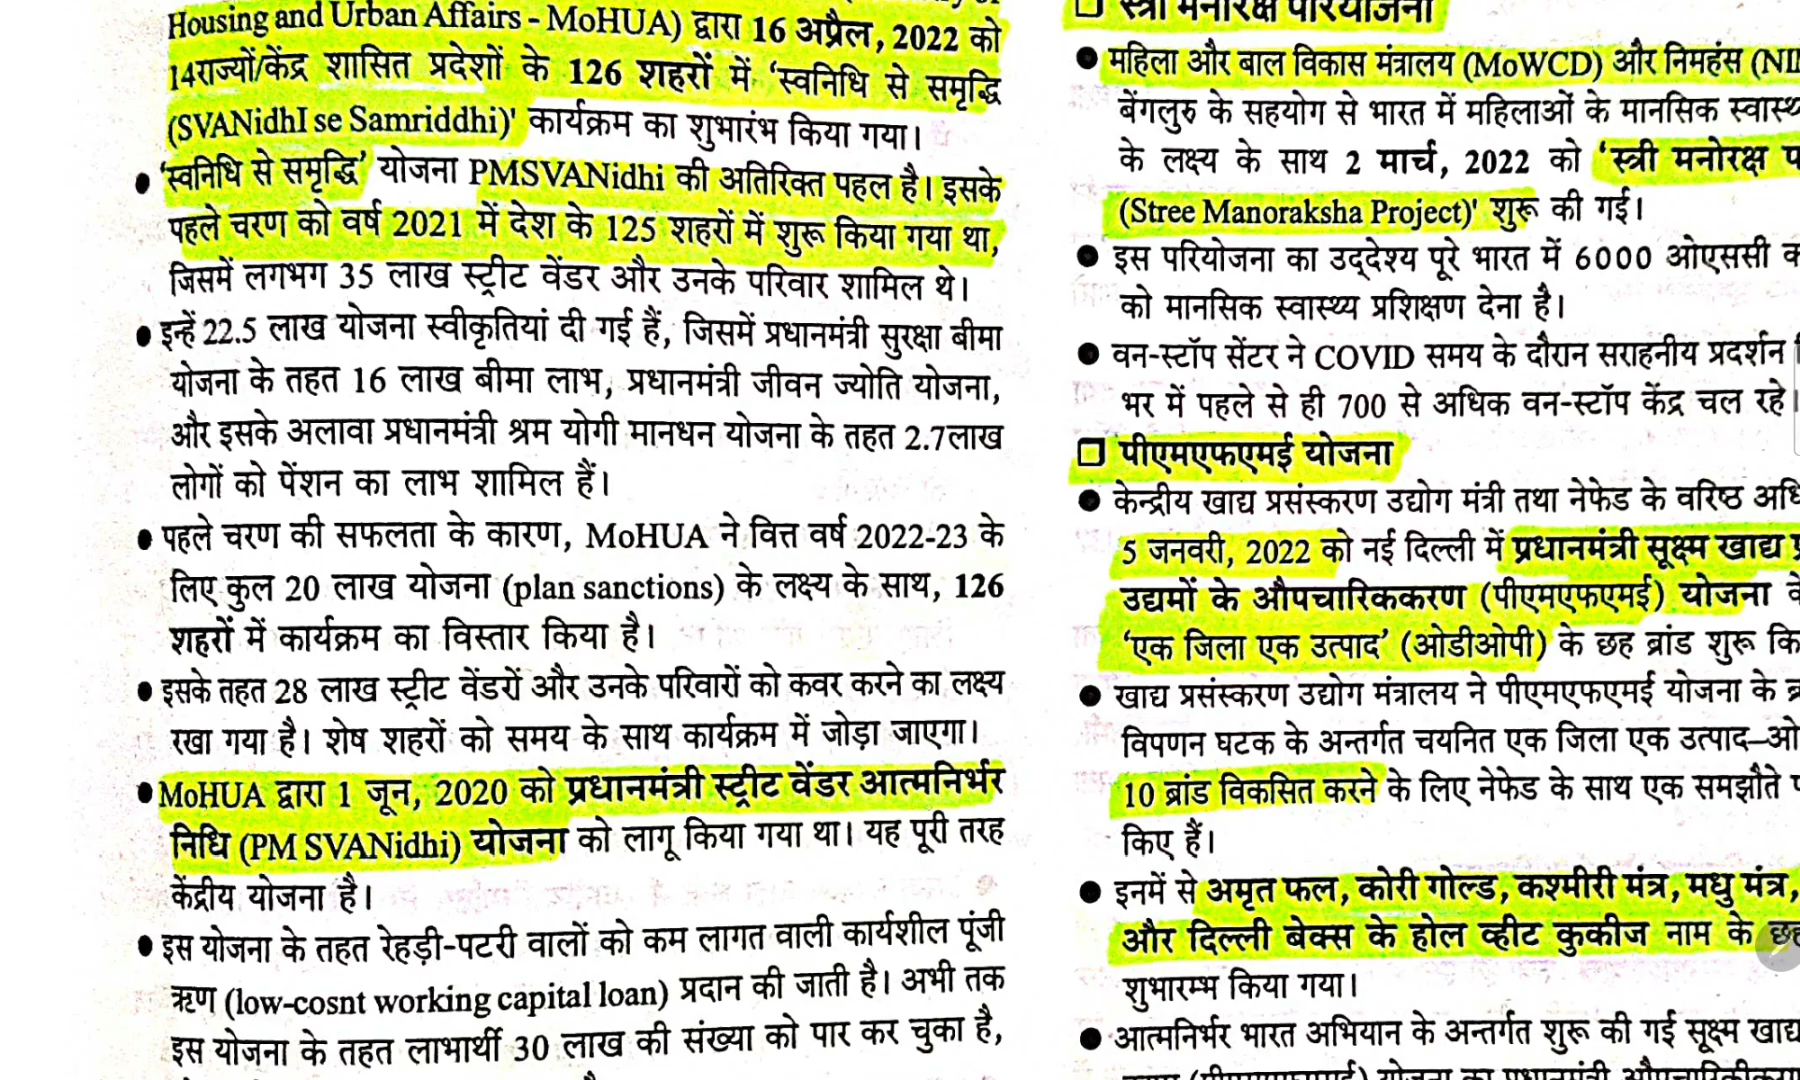 Housing and Urban Affairs - MoHUA) द्वारा 16 अप्रैल, 2022 को
14राज्यों/केंद्र शासित प्रदेशों के 126 शहरों में ‘स्वनिधि से समृद्धि
(SVANidhI se Samriddhi)' कार्यक्रम का शुभारंभ किया गया।
● ‘स्वनिधि से समृद्धि’ योजना PMSVANidhi की अतिरिक्त पहल है। इसके
पहले चरण को वर्ष 2021 में देश के 125 शहरों में शुरू किया गया था,
जिसमें लगभग 35 लाख स्ट्रीट वेंडर और उनके परिवार शामिल थे।
● इन्हें 22.5 लाख योजना स्वीकृतियां दी गई हैं, जिसमें प्रधानमंत्री सुरक्षा बीमा
योजना के तहत 16 लाख बीमा लाभ, प्रधानमंत्री जीवन ज्योति योजना,
और इसके अलावा प्रधानमंत्री श्रम योगी मानधन योजना के तहत 2.7लाख
लोगों को पेंशन का लाभ शामिल हैं।
● पहले चरण की सफलता के कारण, MoHUA ने वित्त वर्ष 2022-23 के
लिए कुल 20 लाख योजना (plan sanctions) के लक्ष्य के साथ, 126
शहरों में कार्यक्रम का विस्तार किया है।
● इसके तहत 28 लाख स्ट्रीट वेंडरों और उनके परिवारों को कवर करने का लक्ष्य
रखा गया है। शेष शहरों को समय के साथ कार्यक्रम में जोड़ा जाएगा।
● MoHUA द्वारा 1 जून, 2020 को प्रधानमंत्री स्ट्रीट वेंडर आत्मनिर्भर
निधि (PM SVANidhi) योजना को लागू किया गया था। यह पूरी तरह
केंद्रीय योजना है।
● इस योजना के तहत रेहड़ी-पटरी वालों को कम लागत वाली कार्यशील पूंजी
ऋण (low-cosnt working capital loan) प्रदान की जाती है। अभी तक
इस योजना के तहत लाभार्थी 30 लाख की संख्या को पार कर चुका है,
❑ स्त्री मनोरक्ष परियोजना
● महिला और बाल विकास मंत्रालय (MoWCD) और निमहंस
बेंगलुरु के सहयोग से भारत में महिलाओं के मानसिक
के लक्ष्य के साथ 2 मार्च, 2022 को ‘स्त्री मनोरक्ष
(Stree Manoraksha Project)' शुरू की गई।
● इस परियोजना का उद्देश्य पूरे भारत में 6000 ओएससी
को मानसिक स्वास्थ्य प्रशिक्षण देना है।
● वन-स्टॉप सेंटर ने COVID समय के दौरान सराहनीय प्रदर्शन
भर में पहले से ही 700 से अधिक वन-स्टॉप केंद्र चल रहे
❑ पीएमएफएमई योजना
● केन्द्रीय खाद्य प्रसंस्करण उद्योग मंत्री तथा नेफेड के वरिष्ठ
5 जनवरी, 2022 को नई दिल्ली में प्रधानमंत्री सूक्ष्म खाद्य
उद्यमों के औपचारिककरण (पीएमएफएमई) योजना
‘एक जिला एक उत्पाद’ (ओडीओपी) के छह ब्रांड शुरू
● खाद्य प्रसंस्करण उद्योग मंत्रालय ने पीएमएफएमई योजना के
विपणन घटक के अन्तर्गत चयनित एक जिला एक उत्पाद–
10 ब्रांड विकसित करने के लिए नेफेड के साथ एक समझौते
किए हैं।
● इनमें से अमृत फल, कोरी गोल्ड, कश्मीरी मंत्र, मधु मंत्र,
और दिल्ली बेक्स के होल व्हीट कुकीज नाम के
शुभारम्भ किया गया।
● आत्मनिर्भर भारत अभियान के अन्तर्गत शुरू की गई सूक्ष्म खाद्य